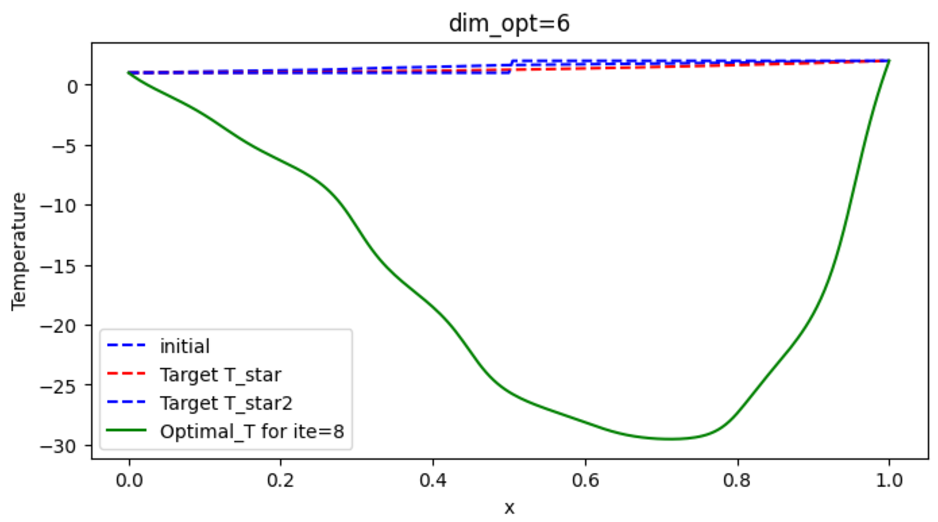 dim_opt=6
Temperature
0
−5
−10
−15
−20
−25
−30
initial
Target T_star
Target T_star2
Optimal_T for ite=8
0.0 0.2 0.4 0.6 0.8 1.0
x